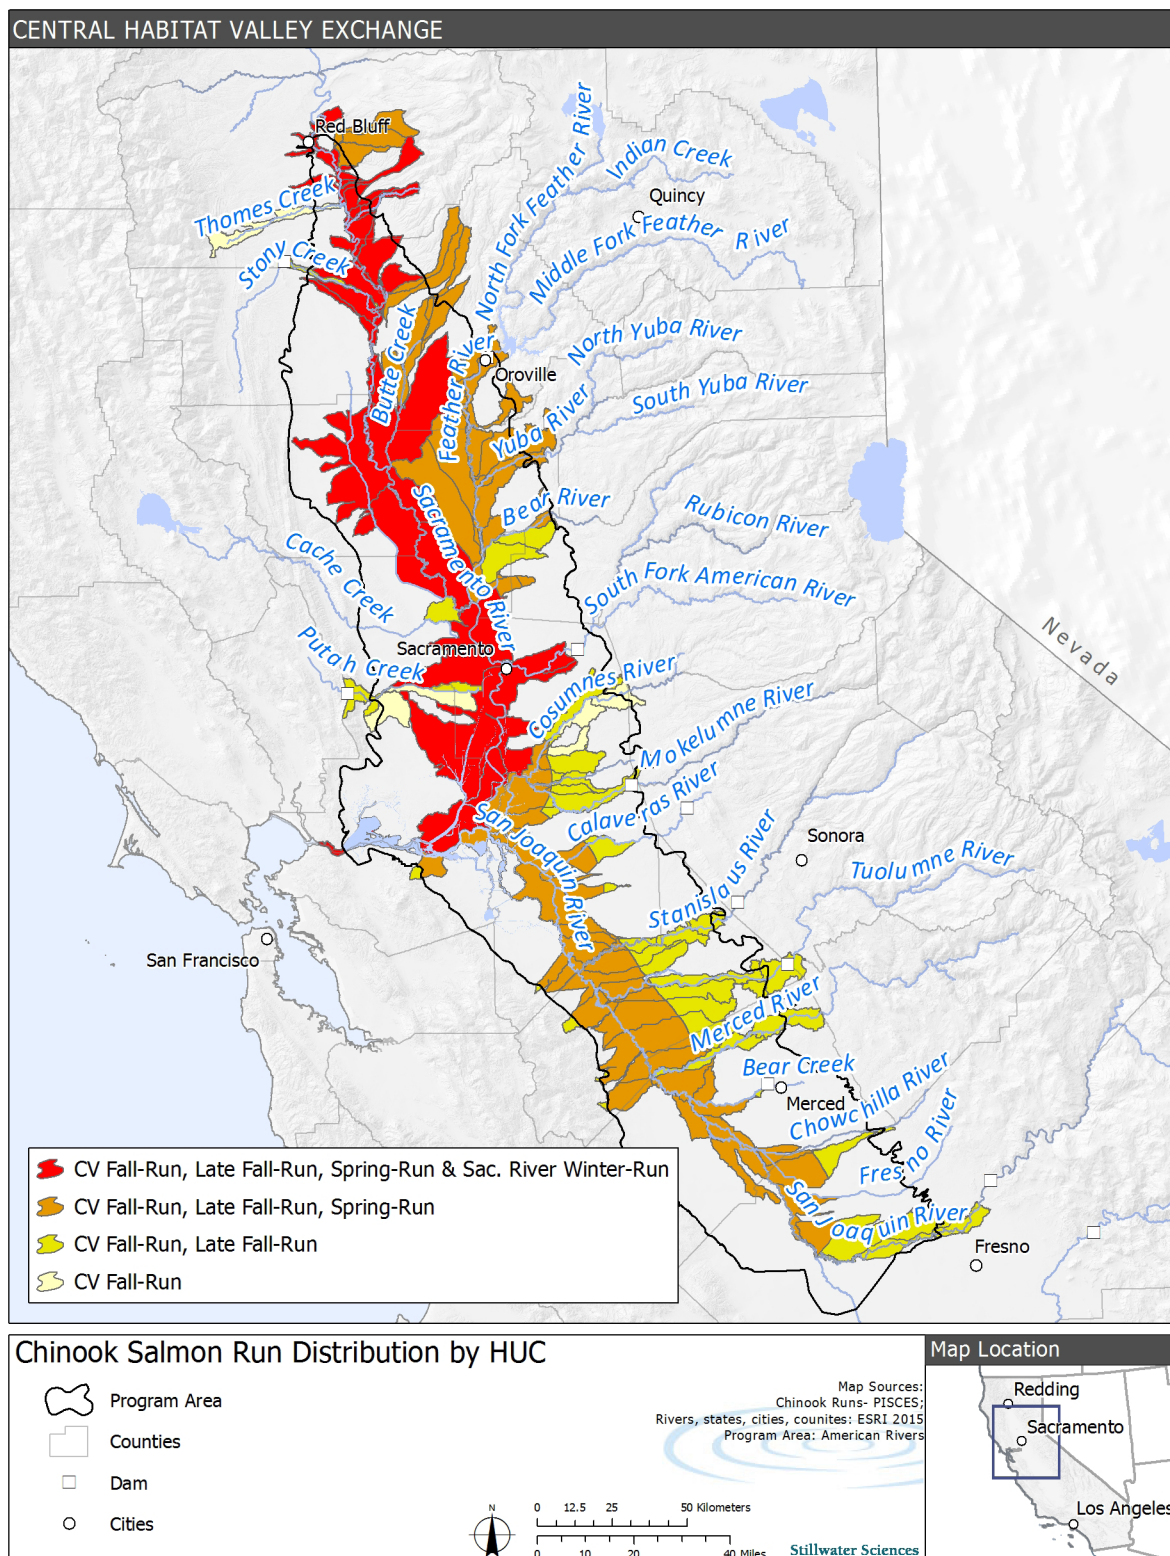 CENTRAL HABITAT VALLEY EXCHANGE
Red Bluff
North Fork Feather River
Indian Creek
Quincy
Thomes Creek
Middle Fork Feather River
Stony Creek
Butte Creek
Feather River
North Yuba River
Oroville
South Yuba River
Yuba River
Sacramento River
Bear River
Rubicon River
Cache Creek
South Fork American River
Nevada
Putah Creek
Sacramento
Cosumnes River
Mokelumne River
Calaveras River
San Joaquin River
Sonora
Stanislaus River
Tuolumne River
San Francisco
Merced River
Bear Creek
Merced
Chowchilla River
Fresno River
San Joaquin River
Fresno
CV Fall-Run, Late Fall-Run, Spring-Run & Sac. River Winter-Run
CV Fall-Run, Late Fall-Run, Spring-Run
CV Fall-Run, Late Fall-Run
CV Fall-Run
Chinook Salmon Run Distribution by HUC
Program Area
Counties
Dam
Cities
Map Sources:
Chinook Runs- PISCES;
Rivers, states, cities, counites: ESRI 2015
Program Area: American Rivers
N
0 12.5 25 50 Kilometers
0 10 20 40 Miles
Stillwater Sciences
Map Location
Redding
Sacramento
Los Angeles